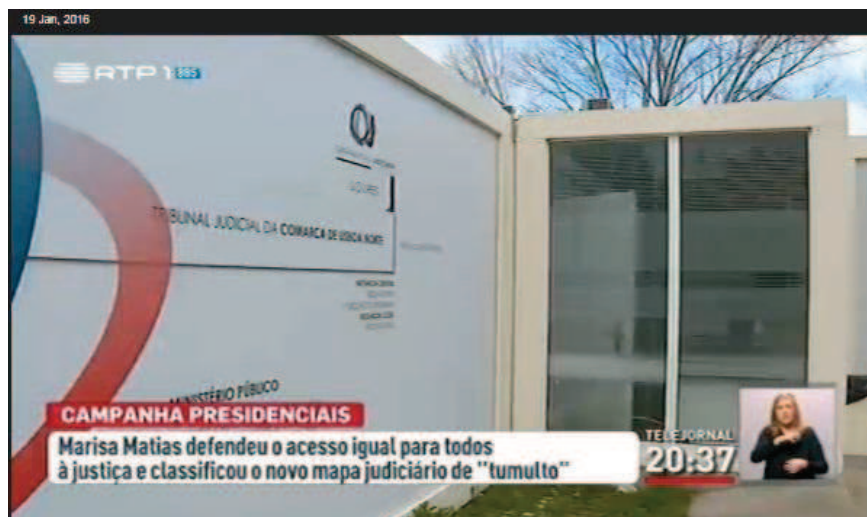 19 Jan, 2016
RTP 1
TRIBUNAL JUDICIAL DA COMARCA DE LISBOA NORTE
MINISTÉRIO PÚBLICO
CAMPANHA PRESIDENCIAIS
Marisa Matias defendeu o acesso igual para todos
à justiça e classificou o novo mapa judiciário de "tumulto"
TELEJORNAL
20:37